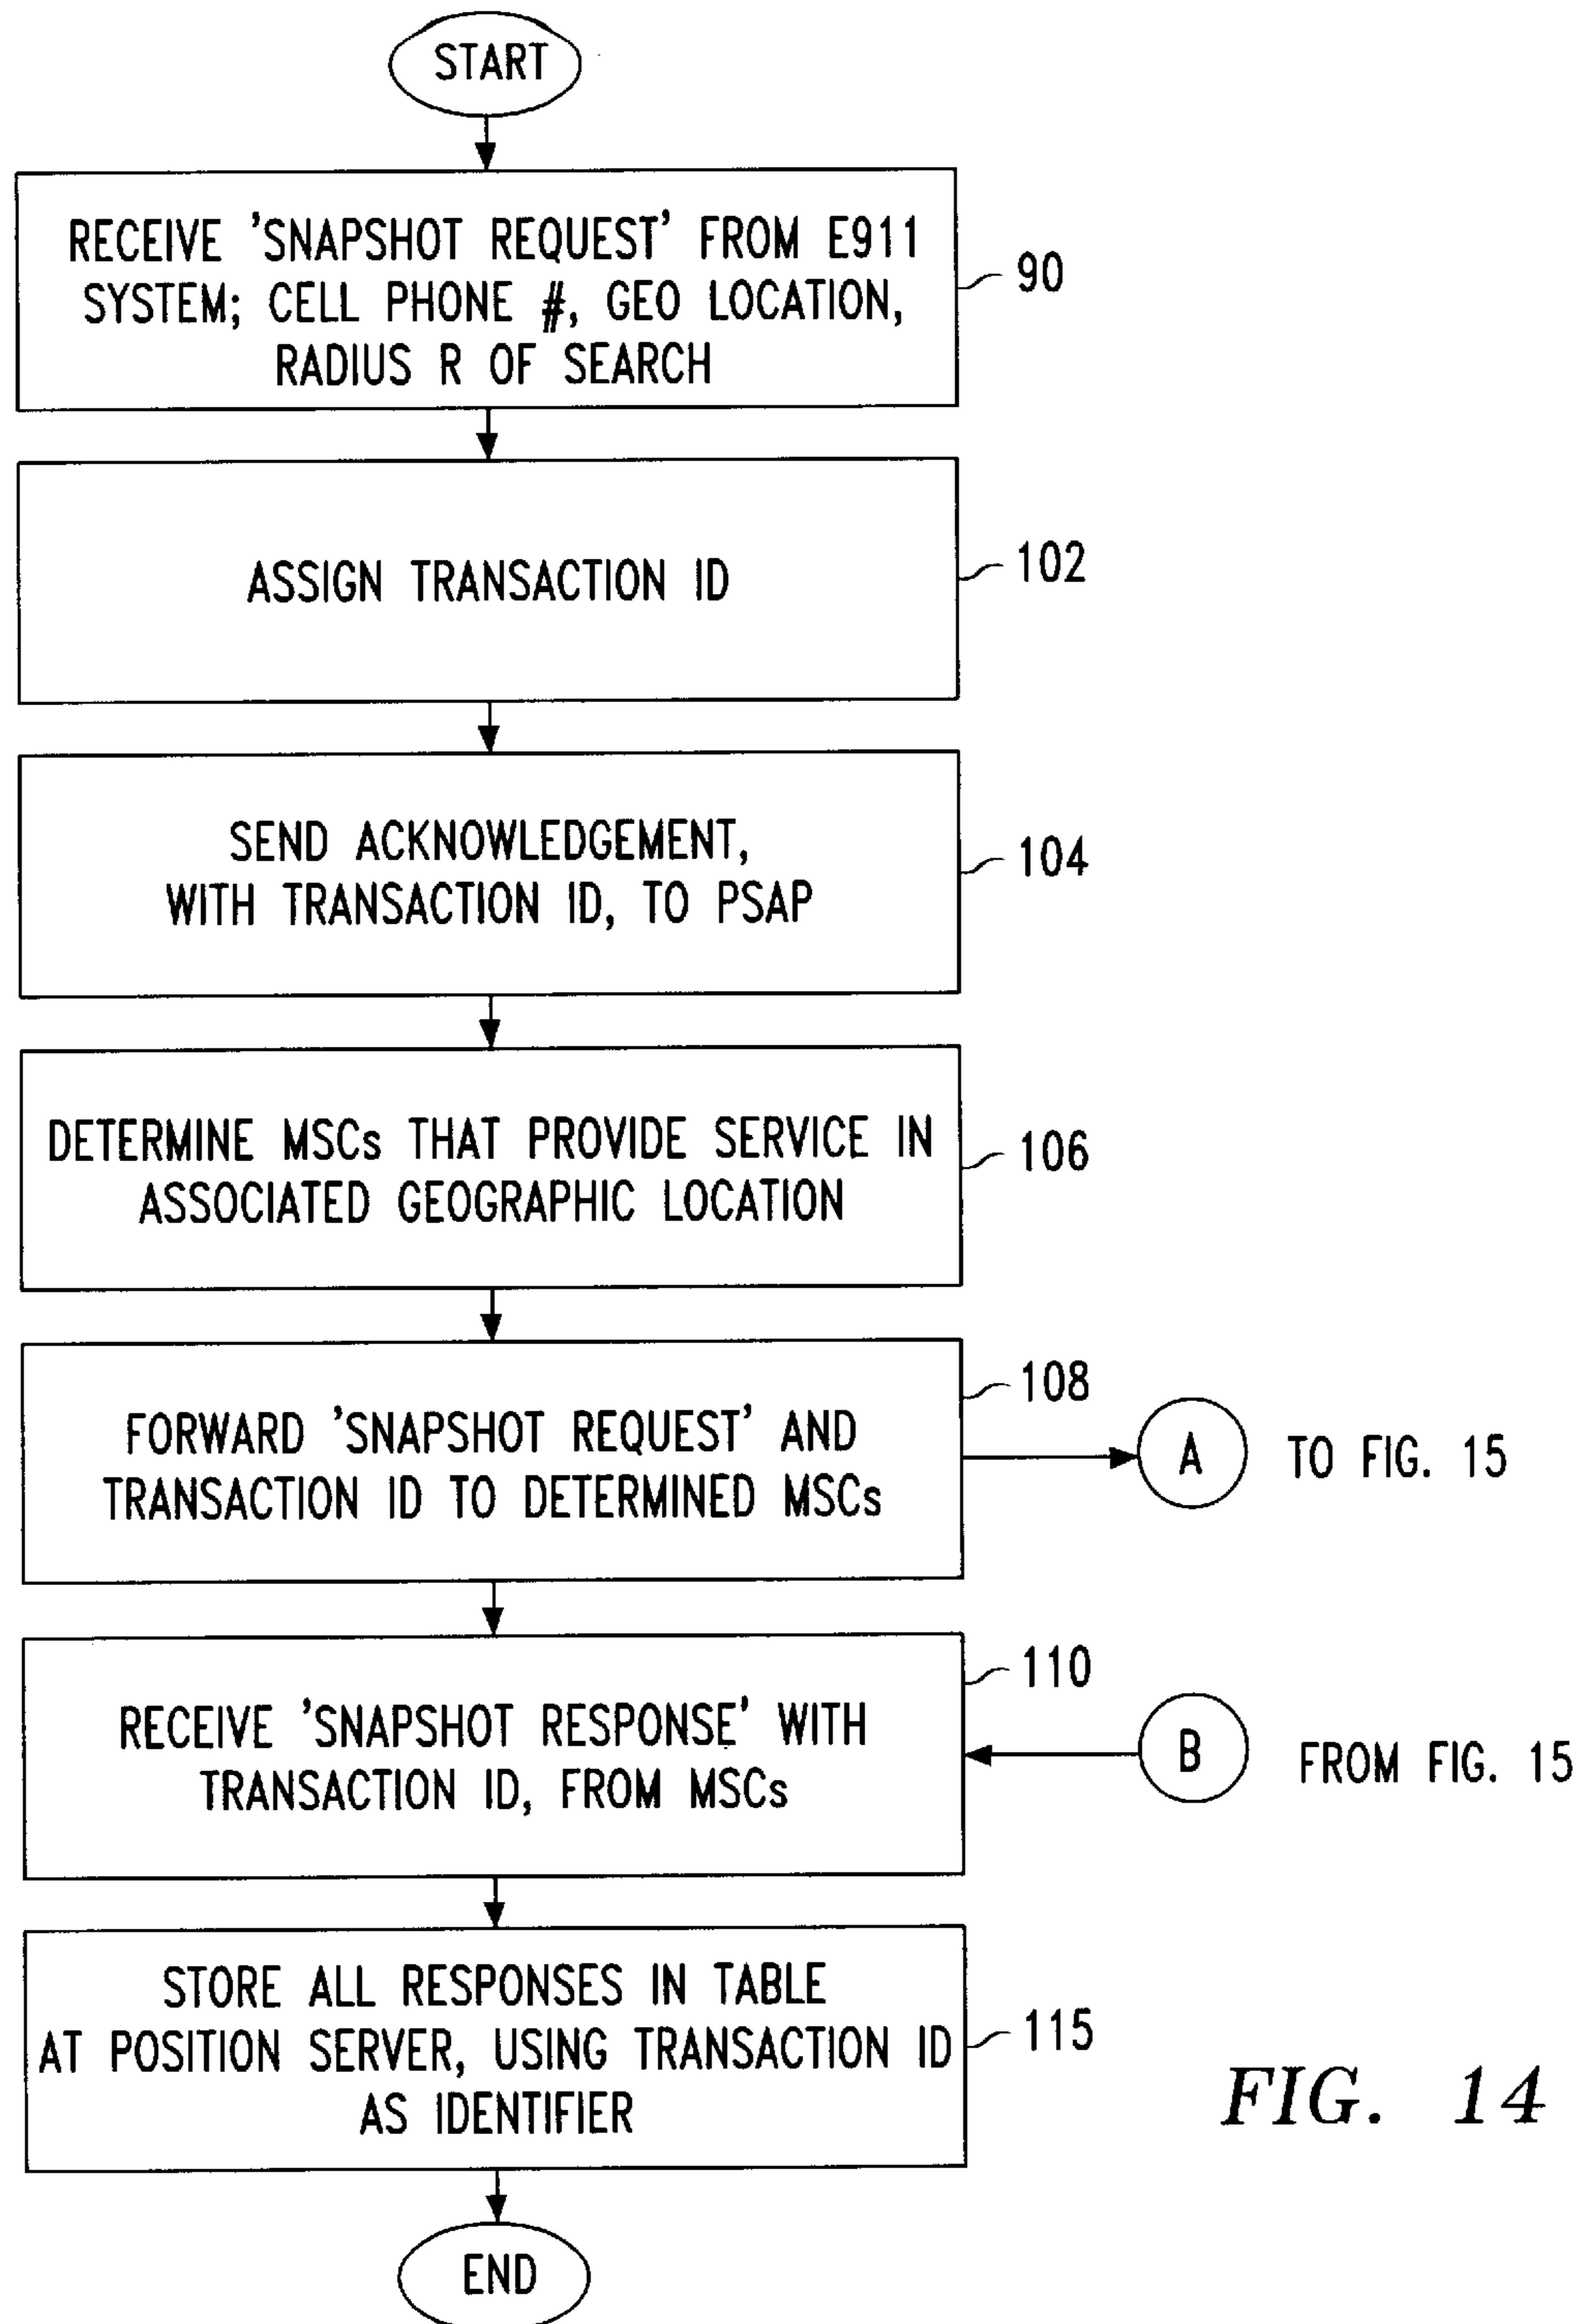 START
RECEIVE 'SNAPSHOT REQUEST' FROM E911
SYSTEM; CELL PHONE #, GEO LOCATION,
RADIUS R OF SEARCH
90
ASSIGN TRANSACTION ID
102
SEND ACKNOWLEDGEMENT,
WITH TRANSACTION ID, TO PSAP
104
DETERMINE MSCs THAT PROVIDE SERVICE IN
ASSOCIATED GEOGRAPHIC LOCATION
106
FORWARD 'SNAPSHOT REQUEST' AND
TRANSACTION ID TO DETERMINED MSCs
108
A
TO FIG. 15
RECEIVE 'SNAPSHOT RESPONSE' WITH
TRANSACTION ID, FROM MSCs
110
B
FROM FIG. 15
STORE ALL RESPONSES IN TABLE
AT POSITION SERVER, USING TRANSACTION ID
AS IDENTIFIER
115
FIG. 14
END